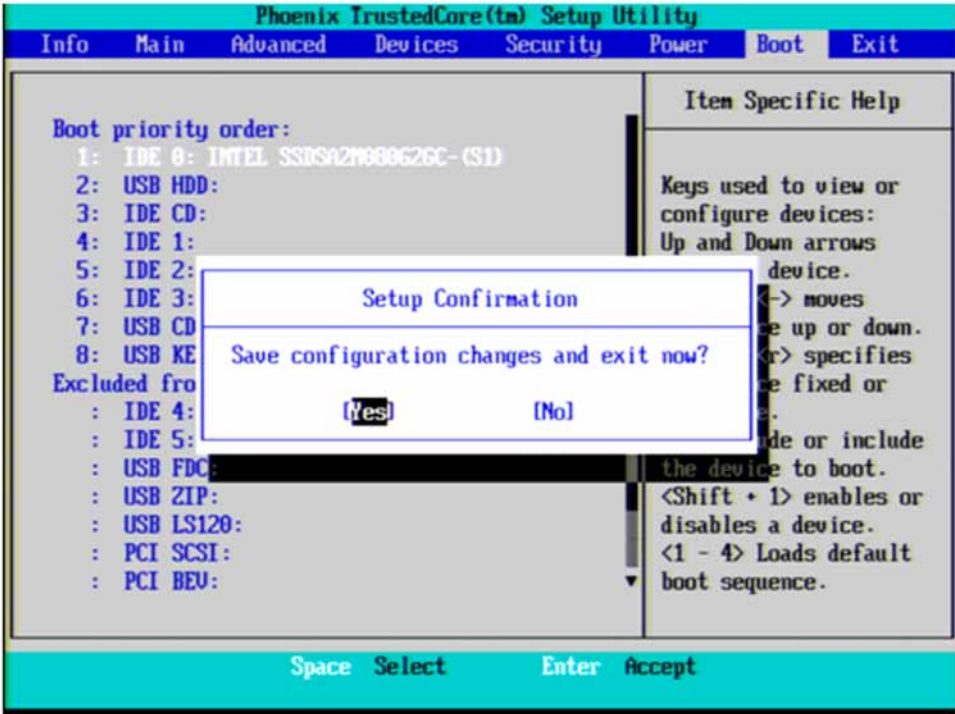 Phoenix TrustedCore(tm) Setup Utility
Info Main Advanced Devices Security Power Boot Exit
Boot priority order:
1: IDE 0: INTEL SSDSA2M080G2GC-(S1)
2: USB HDD:
3: IDE CD:
4: IDE 1:
5: IDE 2:
6: IDE 3:
7: USB CD
8: USB KE
Excluded fro
: IDE 4:
: IDE 5:
: USB FDC:
: USB ZIP:
: USB LS120:
: PCI SCSI:
: PCI BEV:
Setup Confirmation
Save configuration changes and exit now?
[Yes] [No]
Item Specific Help
Keys used to view or
configure devices:
Up and Down arrows
device.
<-> moves
e up or down.
r> specifies
e fixed or
e.
de or include
the device to boot.
<Shift + 1> enables or
disables a device.
<1 - 4> Loads default
boot sequence.
Space Select Enter Accept